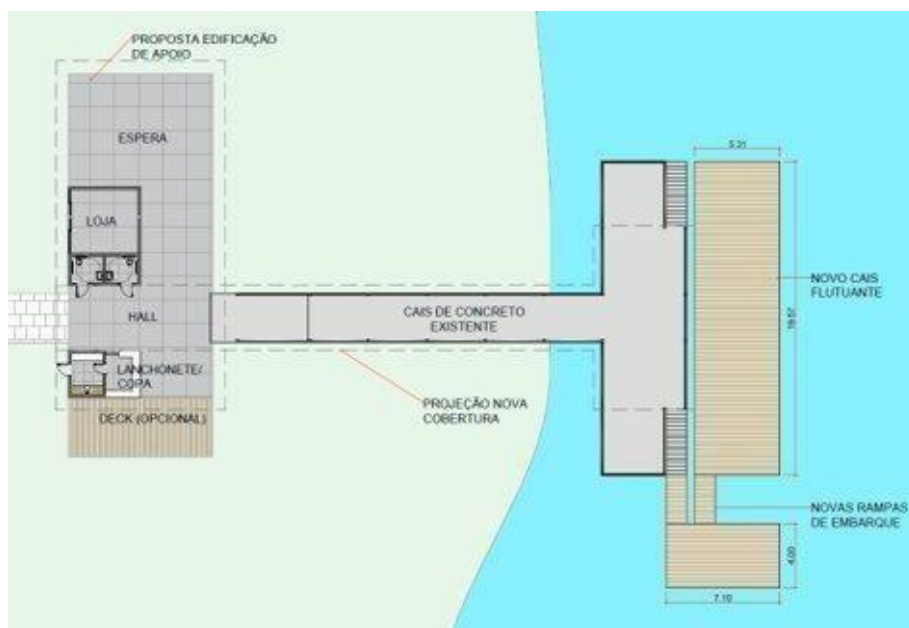 PROPOSTA EDIFICAÇÃO
DE APOIO
ESPERA
5.31
LOJA
NOVO CAIS
FLUTUANTE
HALL
CAIS DE CONCRETO
EXISTENTE
19.57
LANCHONETE/
COPA
DECK (OPCIONAL)
PROJEÇÃO NOVA
COBERTURA
NOVAS RAMPAS
DE EMBARQUE
4.00
7.10